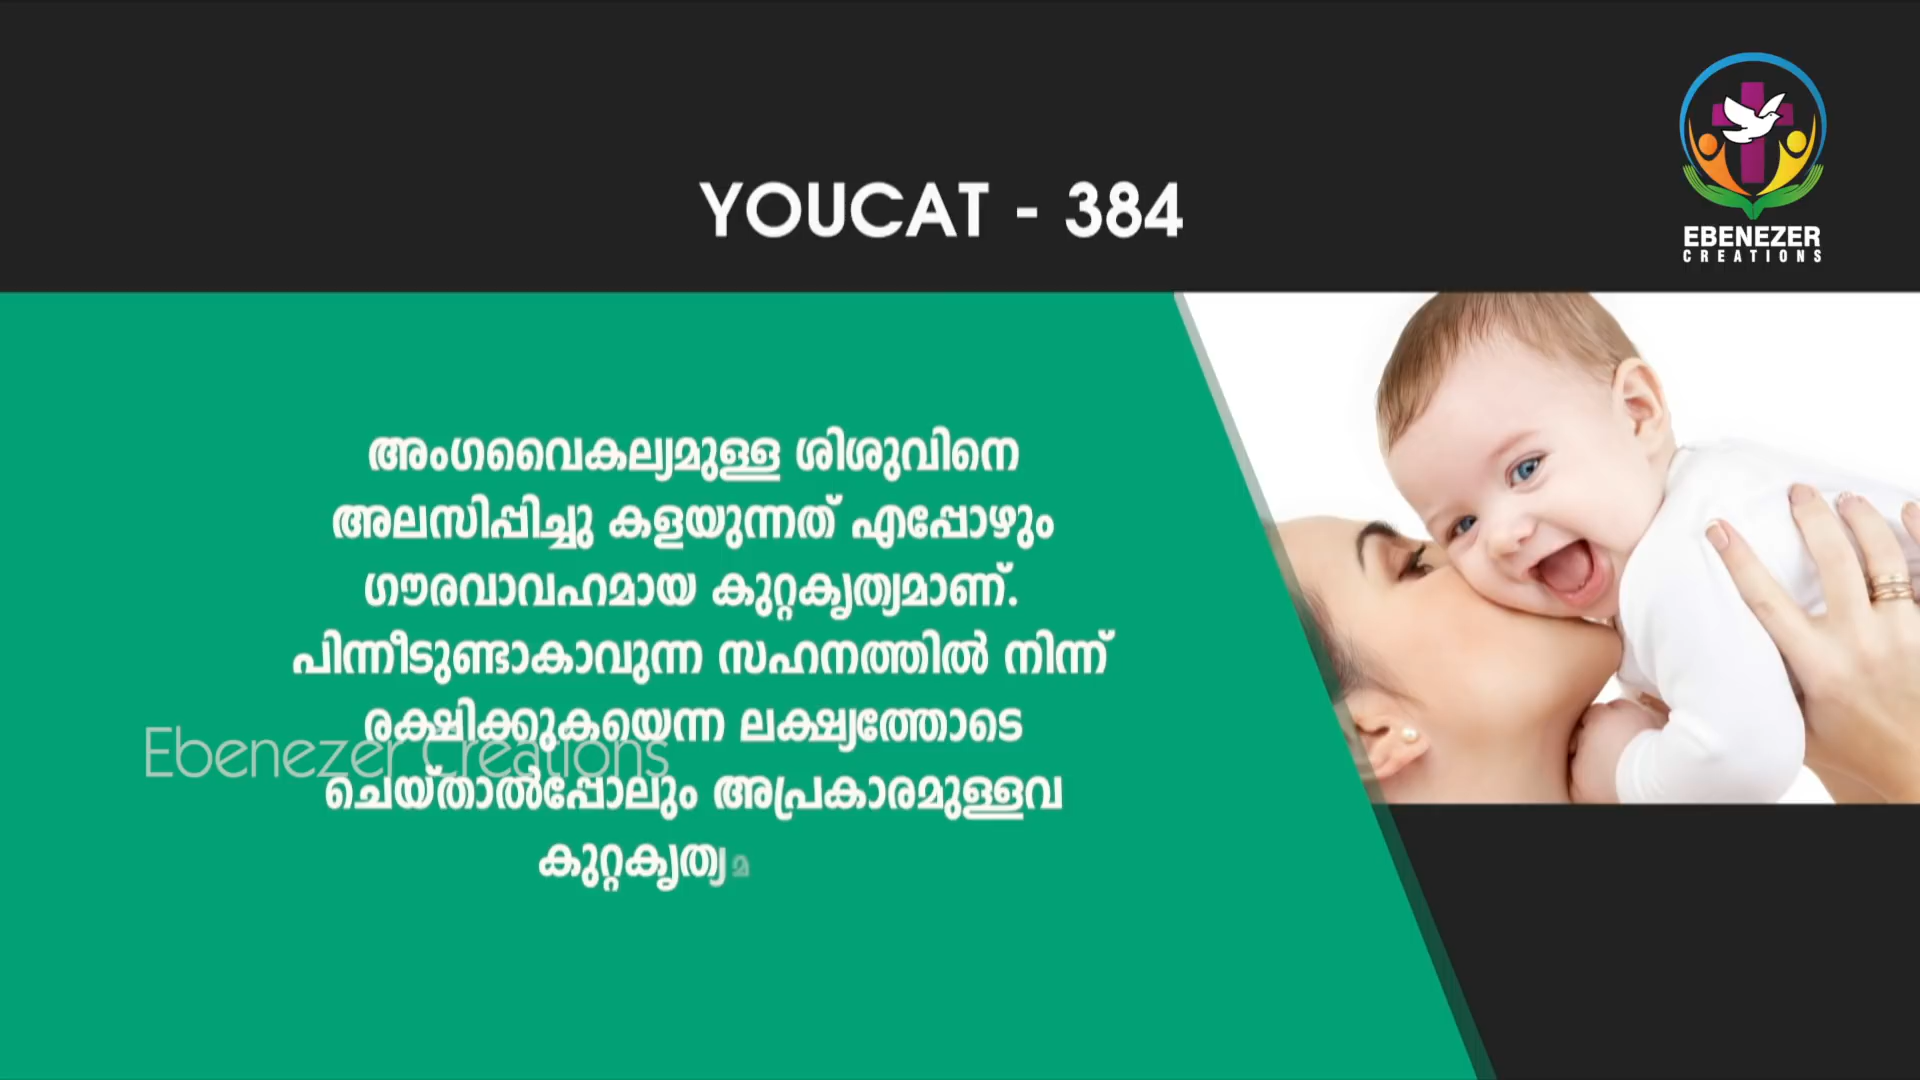 YOUCAT - 384
EBENEZER
CREATIONS
അംഗവൈകല്യമുള്ള ശിശുവിനെ
അലസിപ്പിച്ചു കളയുന്നത് എപ്പോഴും
ഗൗരവാവഹമായ കുറ്റകൃത്യമാണ്.
പിന്നീടുണ്ടാകാവുന്ന സഹനത്തിൽ നിന്ന്
രക്ഷിക്കുകയെന്ന ലക്ഷ്യത്തോടെ
Ebenezer Creations
ചെയ്താൽപ്പോലും അപ്രകാരമുള്ളവ
കുറ്റകൃത്യമ